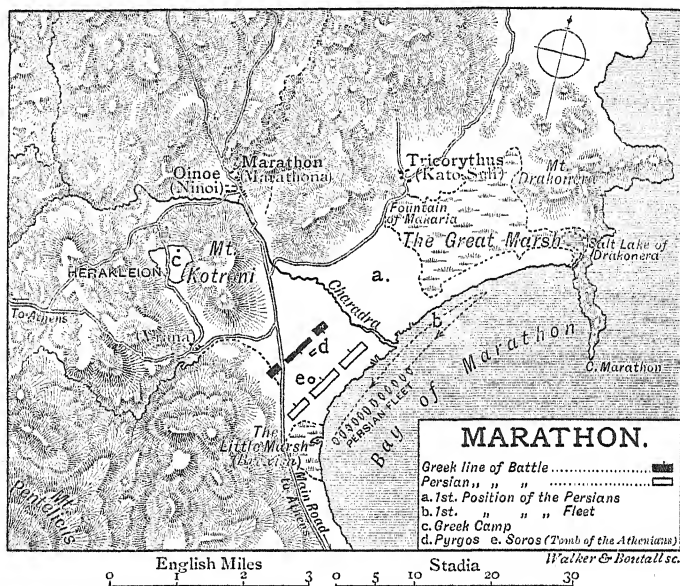 Marathon
(Marathona)
Oinoe
(Ninoi)
Tricorythus
(Kato Suli)
Mt.
Drakonera
Fountain
of Makaria
The Great Marsh
Salt Lake of
Drakonera
c
HERAKLEION
Mt.
Kotroni
a.
Charadra
b
To Athens
(Vrana)
d
e
PERSIAN FLEET
Bay of Marathon
C. Marathon
The
Little Marsh
(Brexisa)
Main Road
to Athens
Mt.
Pentelicus
MARATHON.
Greek line of Battle
Persian „ „ „
a. 1st. Position of the Persians
b. 1st. „ „ „ Fleet
c. Greek Camp
d. Pyrgos e. Soros (Tomb of the Athenians)
Walker & Boutall sc.
English Miles Stadia
0 1 2 3 0 5 10 20 30